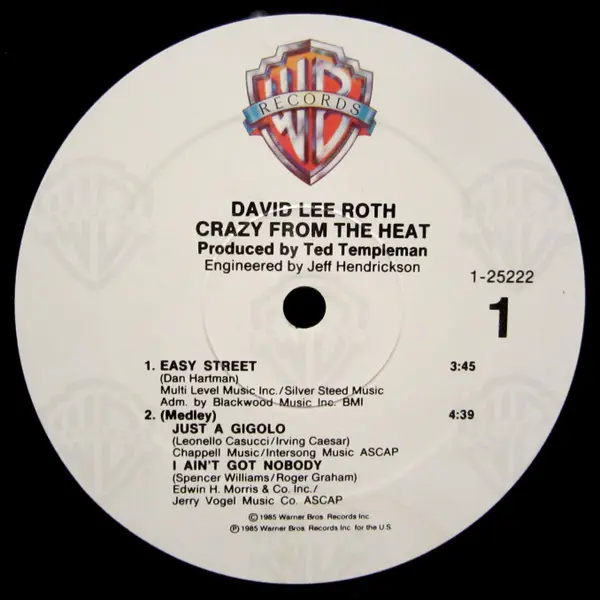 WB
RECORDS
DAVID LEE ROTH
CRAZY FROM THE HEAT
Produced by Ted Templeman
Engineered by Jeff Hendrickson
1-25222
1
1. EASY STREET 3:45
(Dan Hartman)
Multi Level Music Inc./Silver Steed Music
Adm. by Blackwood Music Inc. BMI
2. (Medley) 4:39
JUST A GIGOLO
(Leonello Casucci/Irving Caesar)
Chappell Music/Intersong Music ASCAP
I AIN'T GOT NOBODY
(Spencer Williams/Roger Graham)
Edwin H. Morris & Co. Inc./
Jerry Vogel Music Co. ASCAP
©1985 Warner Bros. Records Inc.
℗1985 Warner Bros. Records Inc. for the U.S.